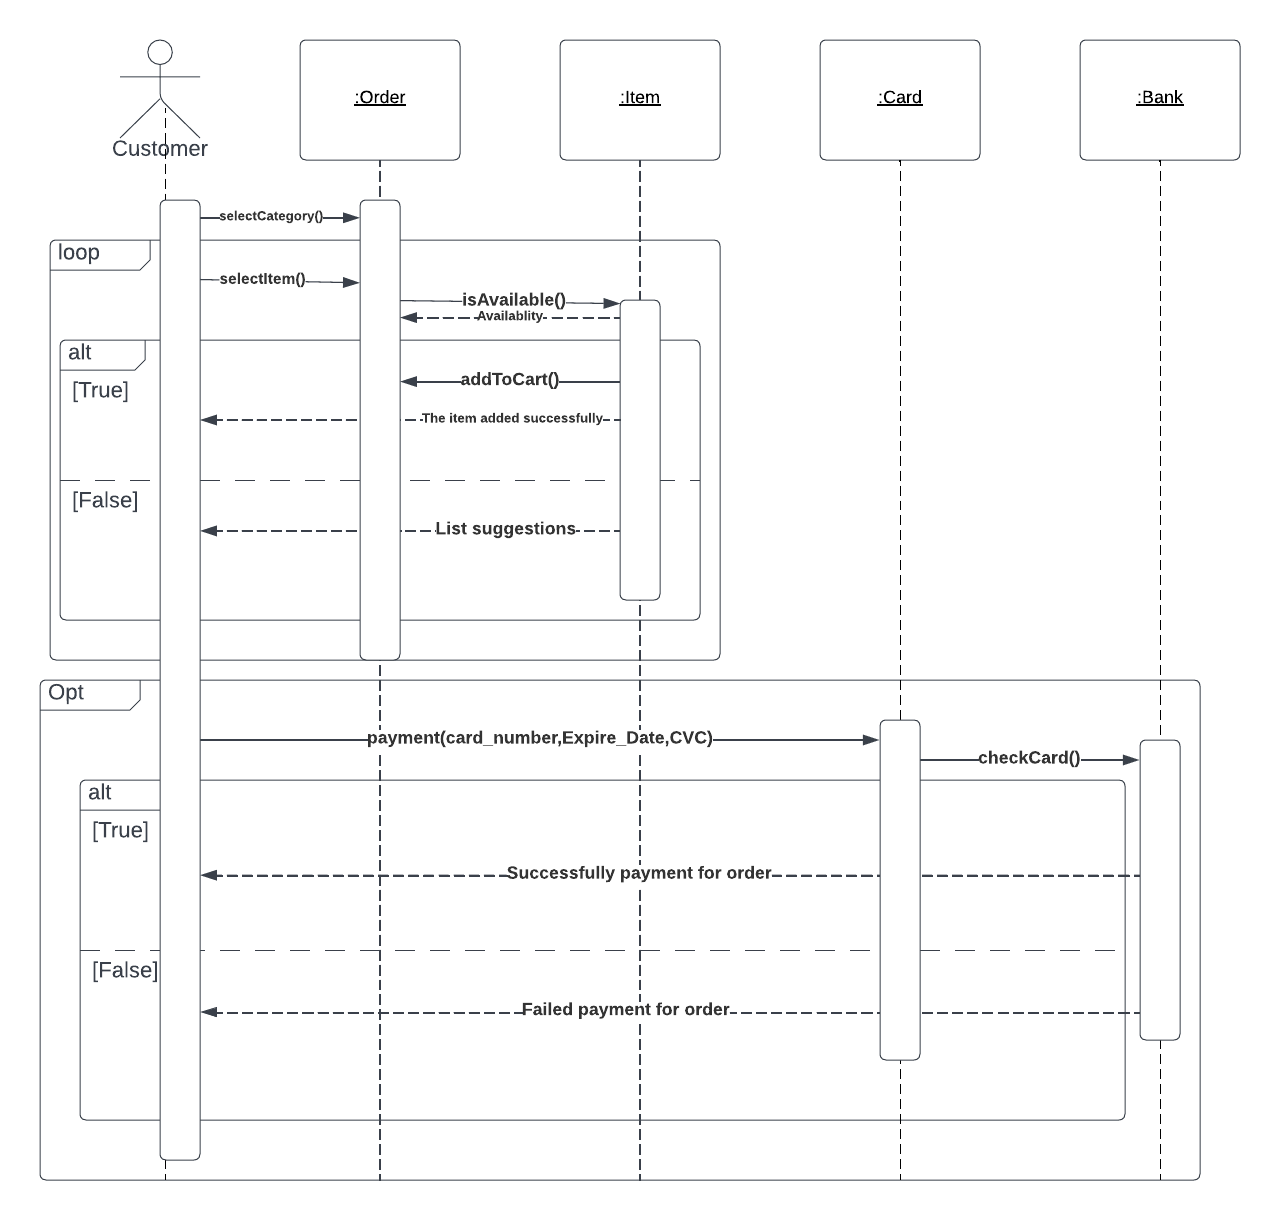 :Order
:Item
:Card
:Bank
Customer
selectCategory()
loop
selectItem()
isAvailable()
Availablity
alt
[True]
addToCart()
The item added successfully
[False]
List suggestions
Opt
payment(card_number,Expire_Date,CVC)
checkCard()
alt
[True]
Successfully payment for order
[False]
Failed payment for order